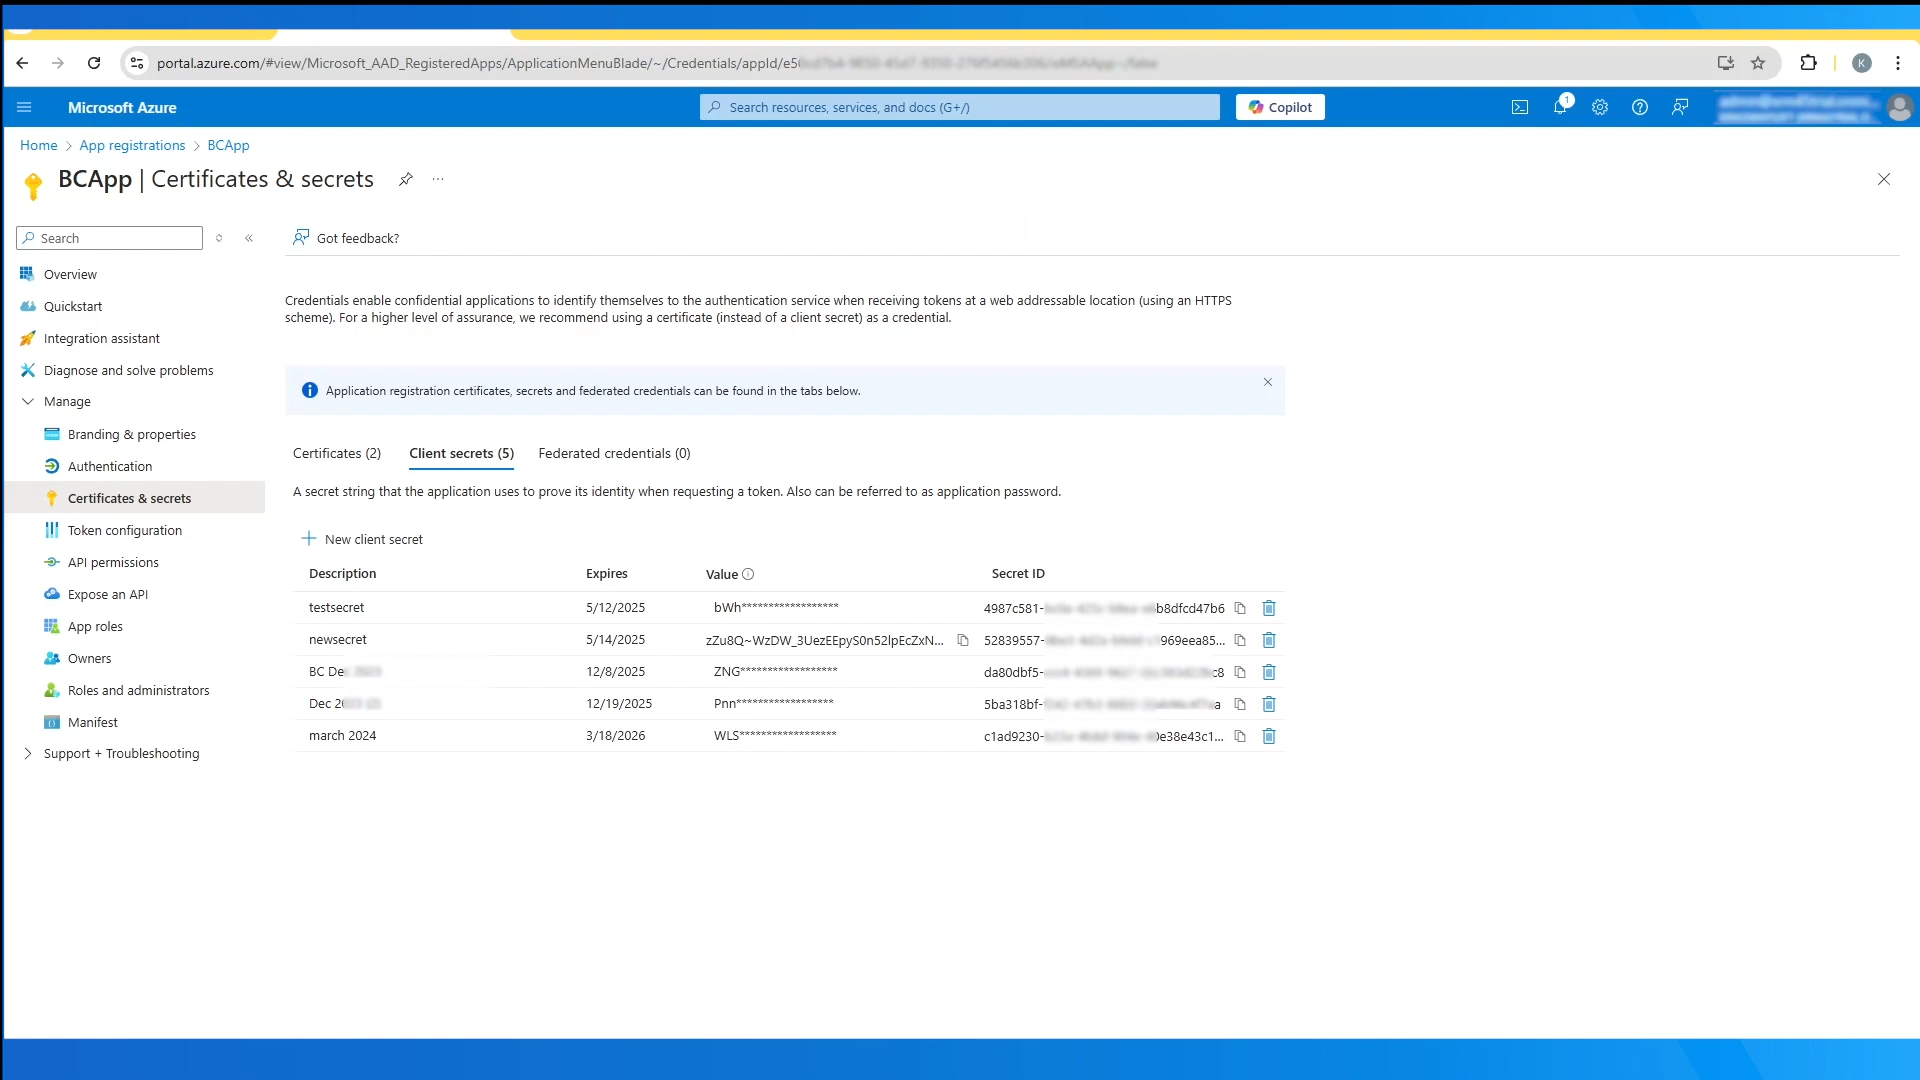 portal.azure.com/#view/Microsoft_AAD_RegisteredApps/ApplicationMenuBlade/~/Credentials/appId/e5
K
Microsoft Azure
Search resources, services, and docs (G+/)
Copilot
1
Home > App registrations > BCApp
BCApp | Certificates & secrets
Search
Got feedback?
Overview
Quickstart
Integration assistant
Diagnose and solve problems
Manage
Branding & properties
Authentication
Certificates & secrets
Token configuration
API permissions
Expose an API
App roles
Owners
Roles and administrators
Manifest
Support + Troubleshooting
Credentials enable confidential applications to identify themselves to the authentication service when receiving tokens at a web addressable location (using an HTTPS
scheme). For a higher level of assurance, we recommend using a certificate (instead of a client secret) as a credential.
Application registration certificates, secrets and federated credentials can be found in the tabs below.
Certificates (2) Client secrets (5) Federated credentials (0)
A secret string that the application uses to prove its identity when requesting a token. Also can be referred to as application password.
New client secret
Description Expires Value Secret ID
testsecret 5/12/2025 bWh****************** 4987c581- b8dfcd47b6
newsecret 5/14/2025 zZu8Q~WzDW_3UezEEpyS0n52lpEcZxN... 52839557- 969eea85...
BC Dec 2023 12/8/2025 ZNG****************** da80dbf5- c8
Dec 2023 (2) 12/19/2025 Pnn****************** 5ba318bf- a
march 2024 3/18/2026 WLS****************** c1ad9230- 0e38e43c1...